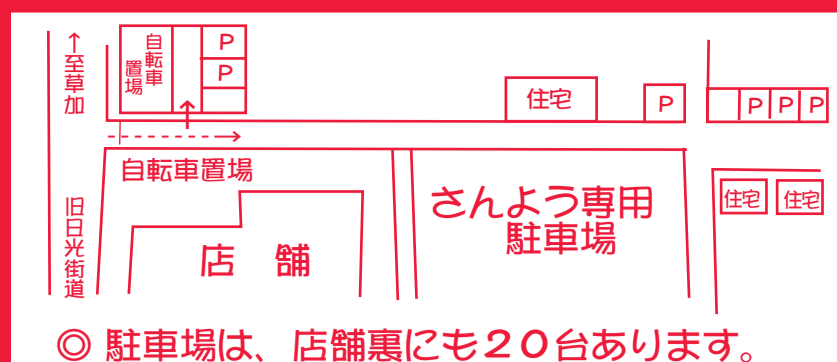 ↑至草加
旧日光街道
自転車
置場
P
P
住宅
P
P P P
自転車置場
店 舗
さんよう専用
駐車場
住宅
住宅
◎ 駐車場は、店舗裏にも20台あります。